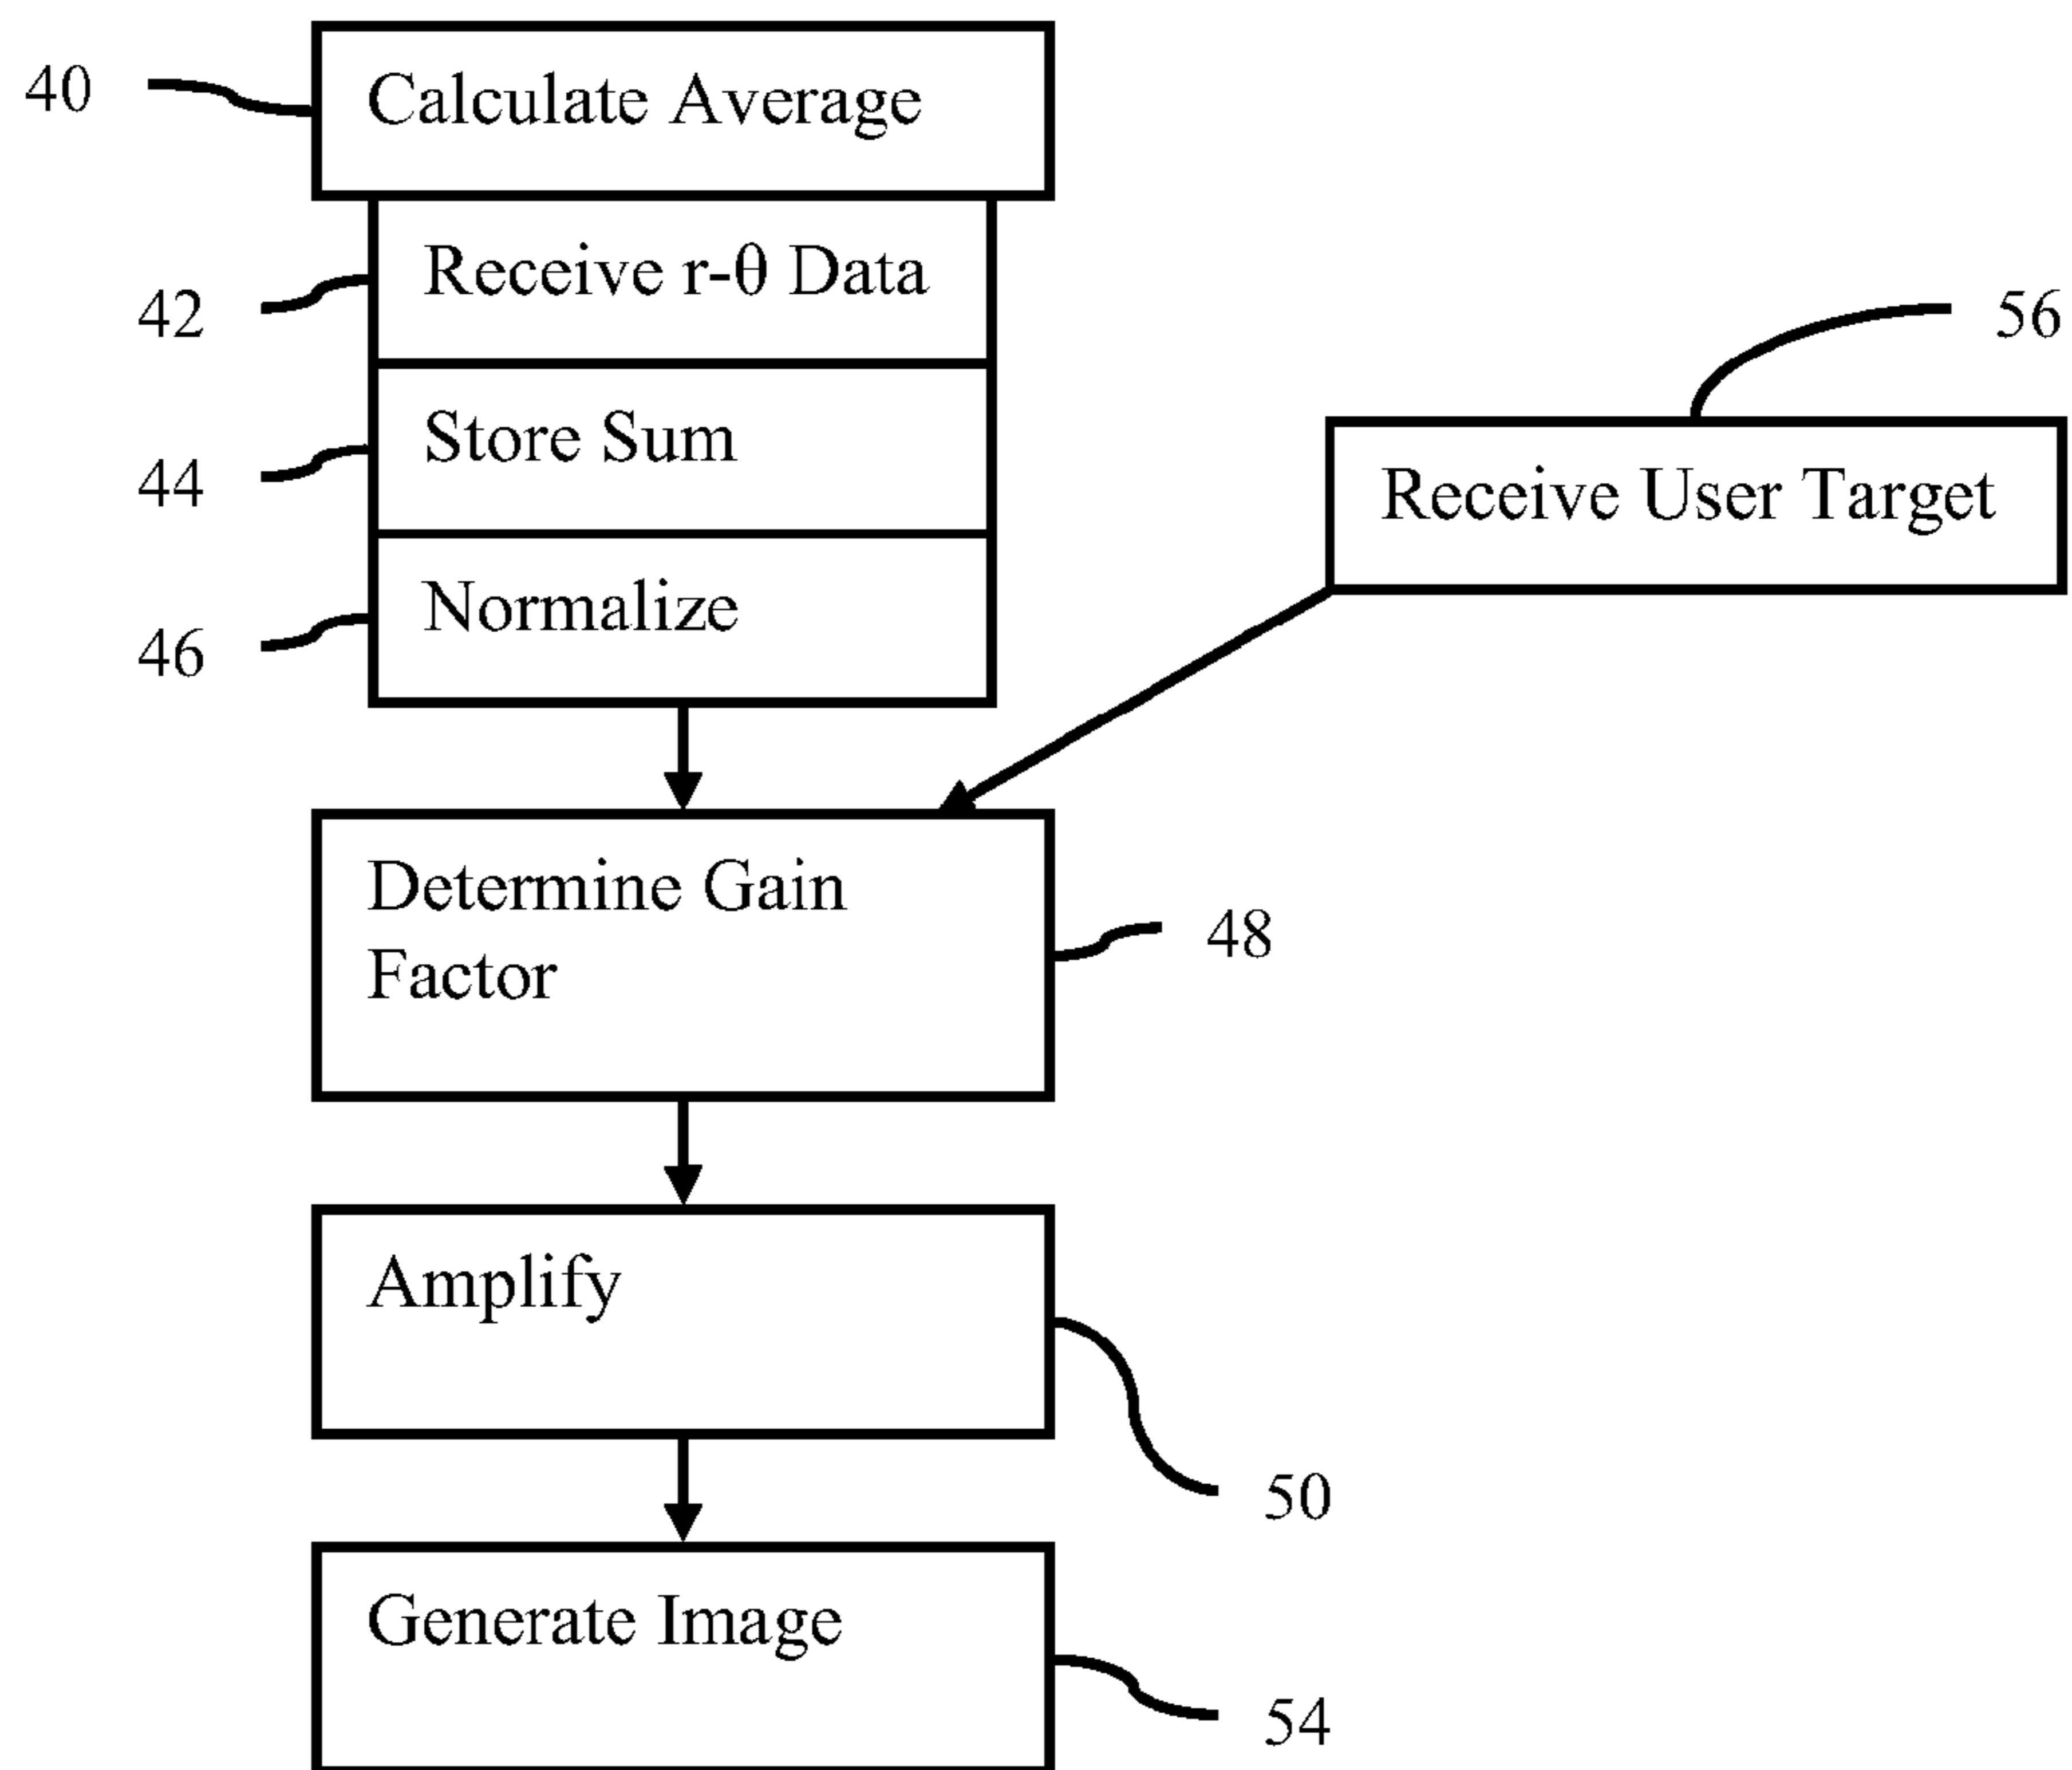 40
Calculate Average
42
Receive r-θ Data
44
Store Sum
46
Normalize
56
Receive User Target
Determine Gain
Factor
48
Amplify
50
Generate Image
54